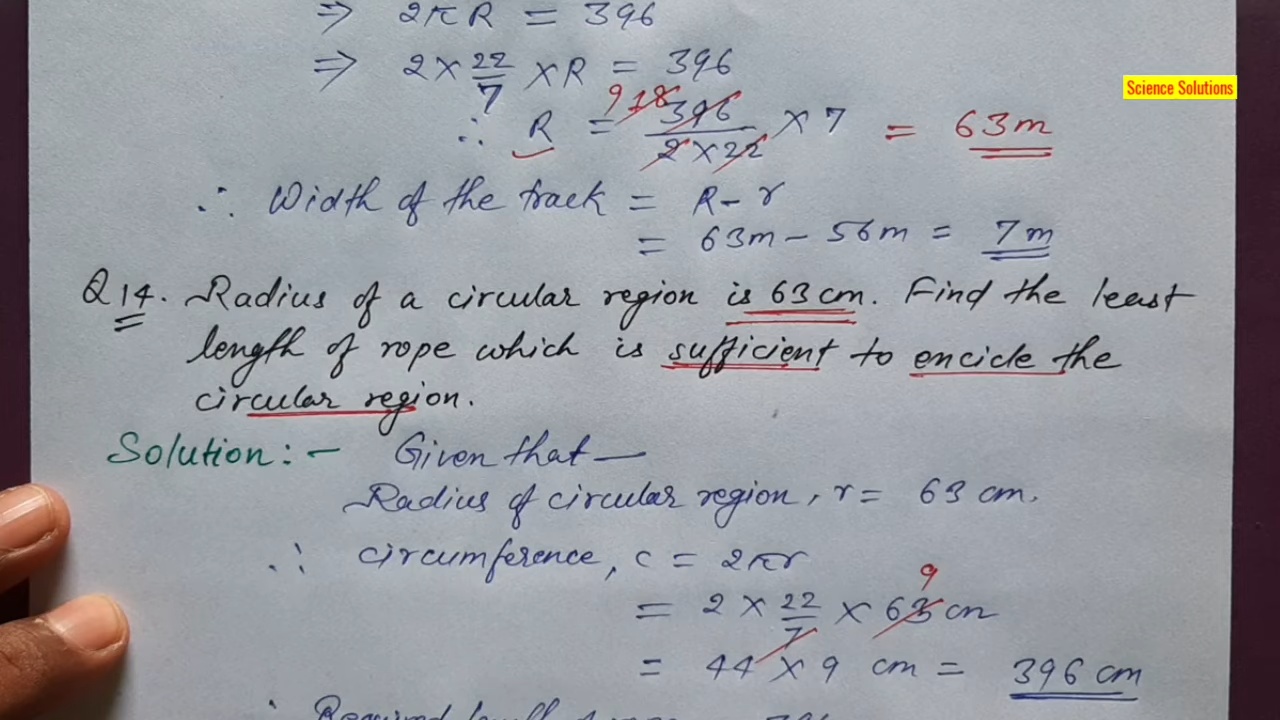 ⇒ 2πR = 396
⇒ 2 × 22/7 × R = 396
Science Solutions
9 18
∴ R = 396/(2 × 22) × 7 = 63m
∴ Width of the track = R - r
= 63m - 56m = 7m
Q14. Radius of a circular region is 63 cm. Find the least
length of rope which is sufficient to encicle the
circular region.
Solution:- Given that —
Radius of circular region, r = 63 cm.
∴ circumference, c = 2πr
9
= 2 × 22/7 × 63 cm
= 44 × 9 cm = 396 cm